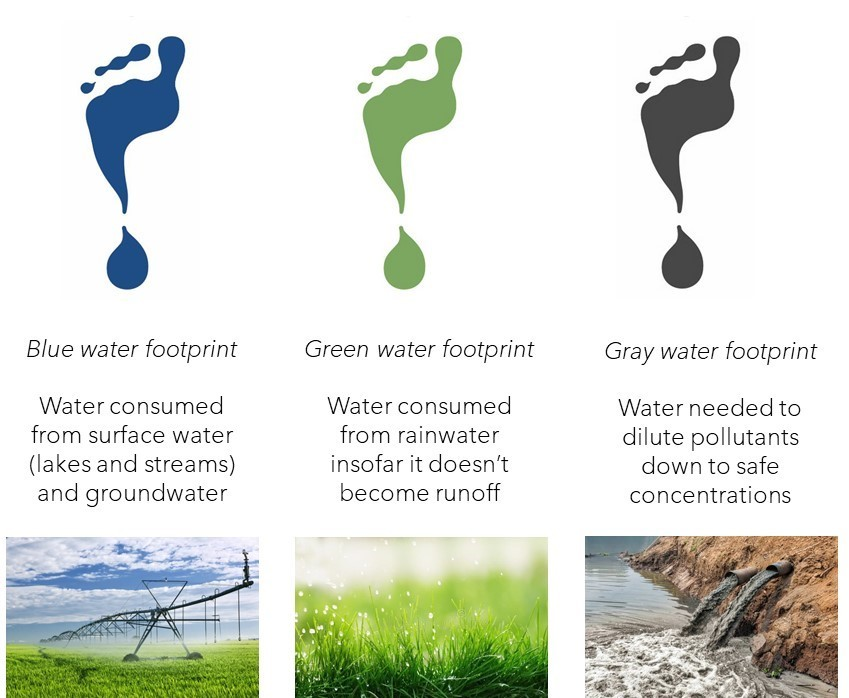 Blue water footprint
Water consumed
from surface water
(lakes and streams)
and groundwater
Green water footprint
Water consumed
from rainwater
insofar it doesn't
become runoff
Gray water footprint
Water needed to
dilute pollutants
down to safe
concentrations